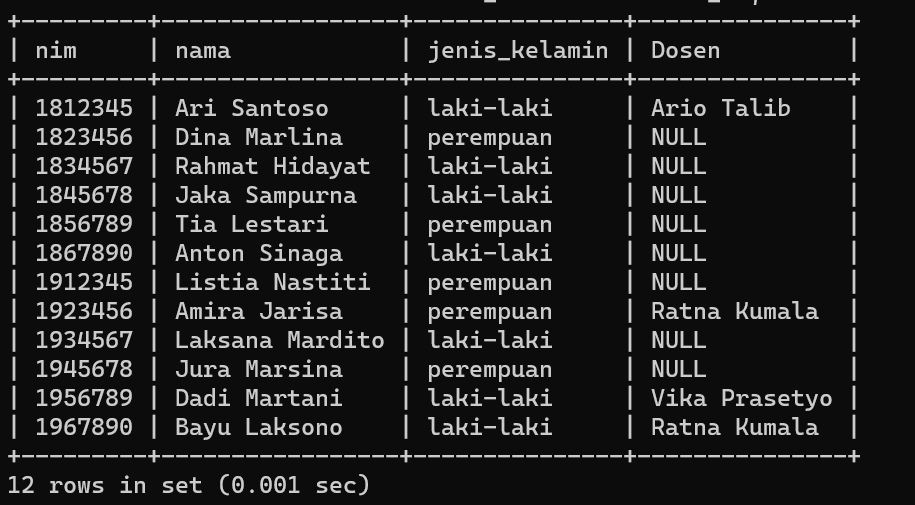 +---------+-----------------+---------------+---------------+
| nim     | nama            | jenis_kelamin | Dosen         |
+---------+-----------------+---------------+---------------+
| 1812345 | Ari Santoso     | laki-laki     | Ario Talib    |
| 1823456 | Dina Marlina    | perempuan     | NULL          |
| 1834567 | Rahmat Hidayat  | laki-laki     | NULL          |
| 1845678 | Jaka Sampurna   | laki-laki     | NULL          |
| 1856789 | Tia Lestari     | perempuan     | NULL          |
| 1867890 | Anton Sinaga    | laki-laki     | NULL          |
| 1912345 | Listia Nastiti  | perempuan     | NULL          |
| 1923456 | Amira Jarisa    | perempuan     | Ratna Kumala  |
| 1934567 | Laksana Mardito | laki-laki     | NULL          |
| 1945678 | Jura Marsina    | perempuan     | NULL          |
| 1956789 | Dadi Martani    | laki-laki     | Vika Prasetyo |
| 1967890 | Bayu Laksono    | laki-laki     | Ratna Kumala  |
+---------+-----------------+---------------+---------------+
12 rows in set (0.001 sec)